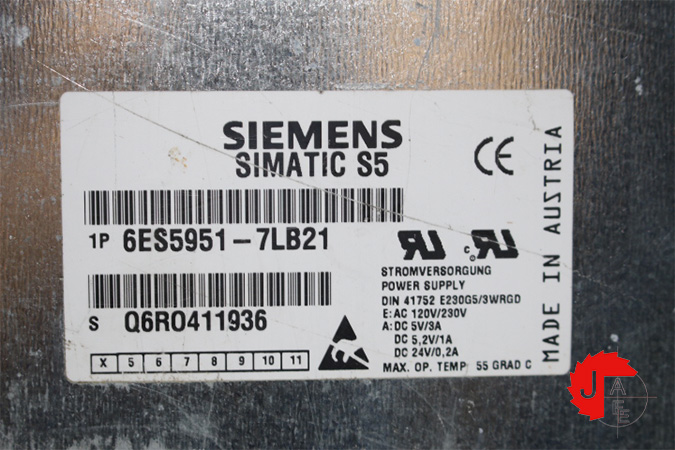 SIEMENS
SIMATIC S5
CE
1P 6ES5951-7LB21
S Q6R0411936
X 5 6 7 8 9 10 11
STROMVERSORGUNG
POWER SUPPLY
DIN 41752 E230G5/3WRGD
E: AC 120V/230V
A: DC 5V/3A
DC 5,2V/1A
DC 24V/0,2A
MAX. OP. TEMP 55 GRAD C
MADE IN AUSTRIA
J
A
E
E